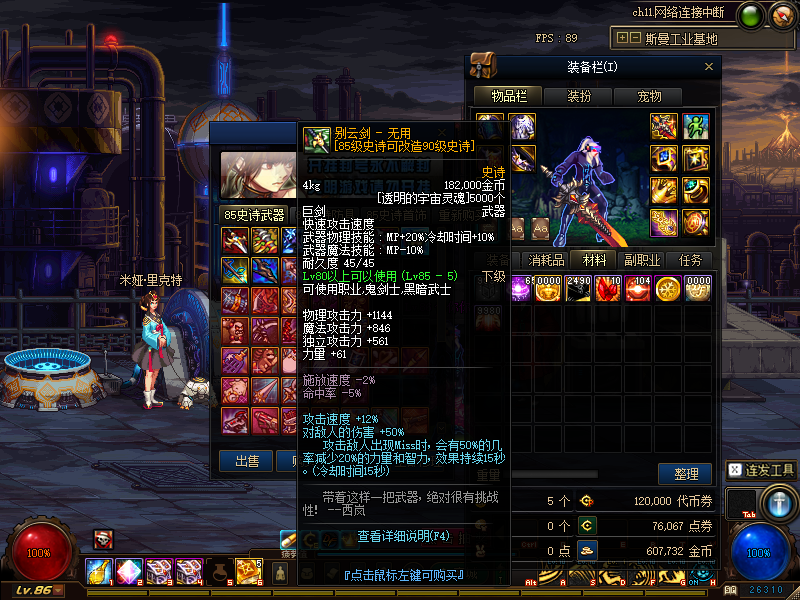 ch11网络连接中断
FPS : 89
斯曼工业基地
装备栏(I)
物品栏
装扮
宠物
别云剑 - 无用
[85级史诗可改造90级史诗]
史诗
4kg
182,000金币
[透明的宇宙灵魂]5000个
巨剑
武器
快速攻击速度
武器物理技能 : MP+20%冷却时间+10%
武器魔法技能 : MP-10%
耐久度 45/45
Lv80以上可以使用 (Lv85 - 5)
下级
可使用职业,鬼剑士,黑暗武士
物理攻击力 +1144
魔法攻击力 +846
独立攻击力 +561
力量 +61
施放速度 -2%
命中率 -5%
攻击速度 +12%
对敌人的伤害 +50%
攻击敌人出现Miss时, 会有50%的几
率减少20%的力量和智力, 效果持续15秒
。(冷却时间15秒)
带着这样一把武器, 绝对很有挑战
性! --西岚
查看详细说明(F4)
『点击鼠标左键可购买』
85史诗武器
出售
米娅·里克特
消耗品
材料
副职业
任务
整理
5 个
120,000 代币券
0 个
76,067 点券
0 点
607,732 金币
连发工具
Tab
100%
100%
Lv.86
26310